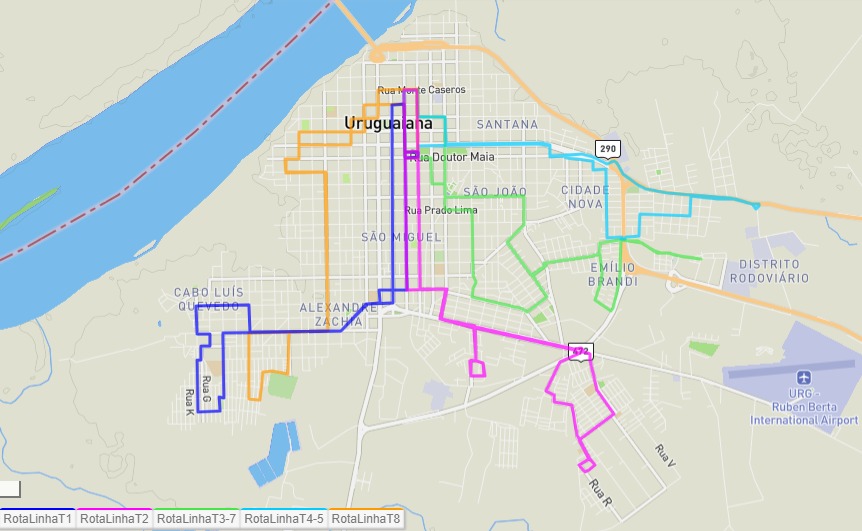 Rua Monte Caseros
Uruguaiana
SANTANA
290
Rua Doutor Maia
SÃO JOÃO
CIDADE
NOVA
Rua Prado Lima
SÃO MIGUEL
EMÍLIO
BRANDI
DISTRITO
RODOVIÁRIO
CABO LUÍS
QUEVEDO
ALEXANDRE
ZACHIA
472
Rua G
Rua K
URG -
Ruben Berta
International Airport
Rua V
Rua R
RotaLinhaT1 RotaLinhaT2 RotaLinhaT3-7 RotaLinhaT4-5 RotaLinhaT8